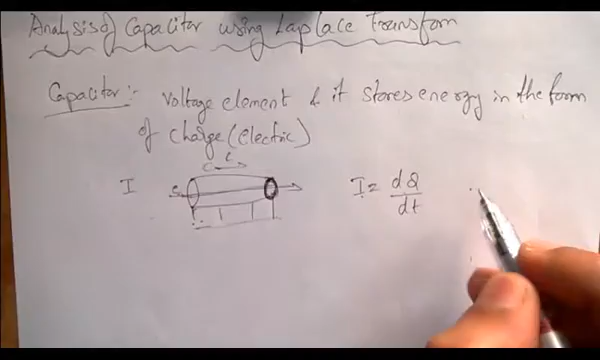 Analysis of Capacitor using Laplace Transform
Capacitor:- voltage element & it stores energy in the form
of charge (electric)
I I = dQ/dt